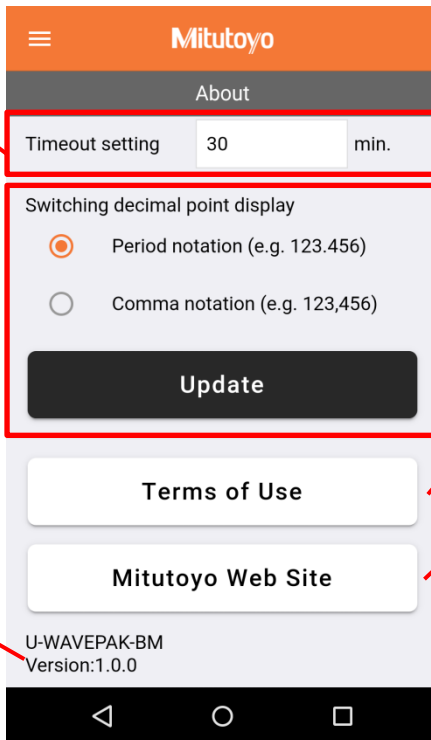 Mitutoyo
About
Timeout setting 30 min.
Switching decimal point display
Period notation (e.g. 123.456)
Comma notation (e.g. 123,456)
Update
Terms of Use
Mitutoyo Web Site
U-WAVEPAK-BM
Version:1.0.0